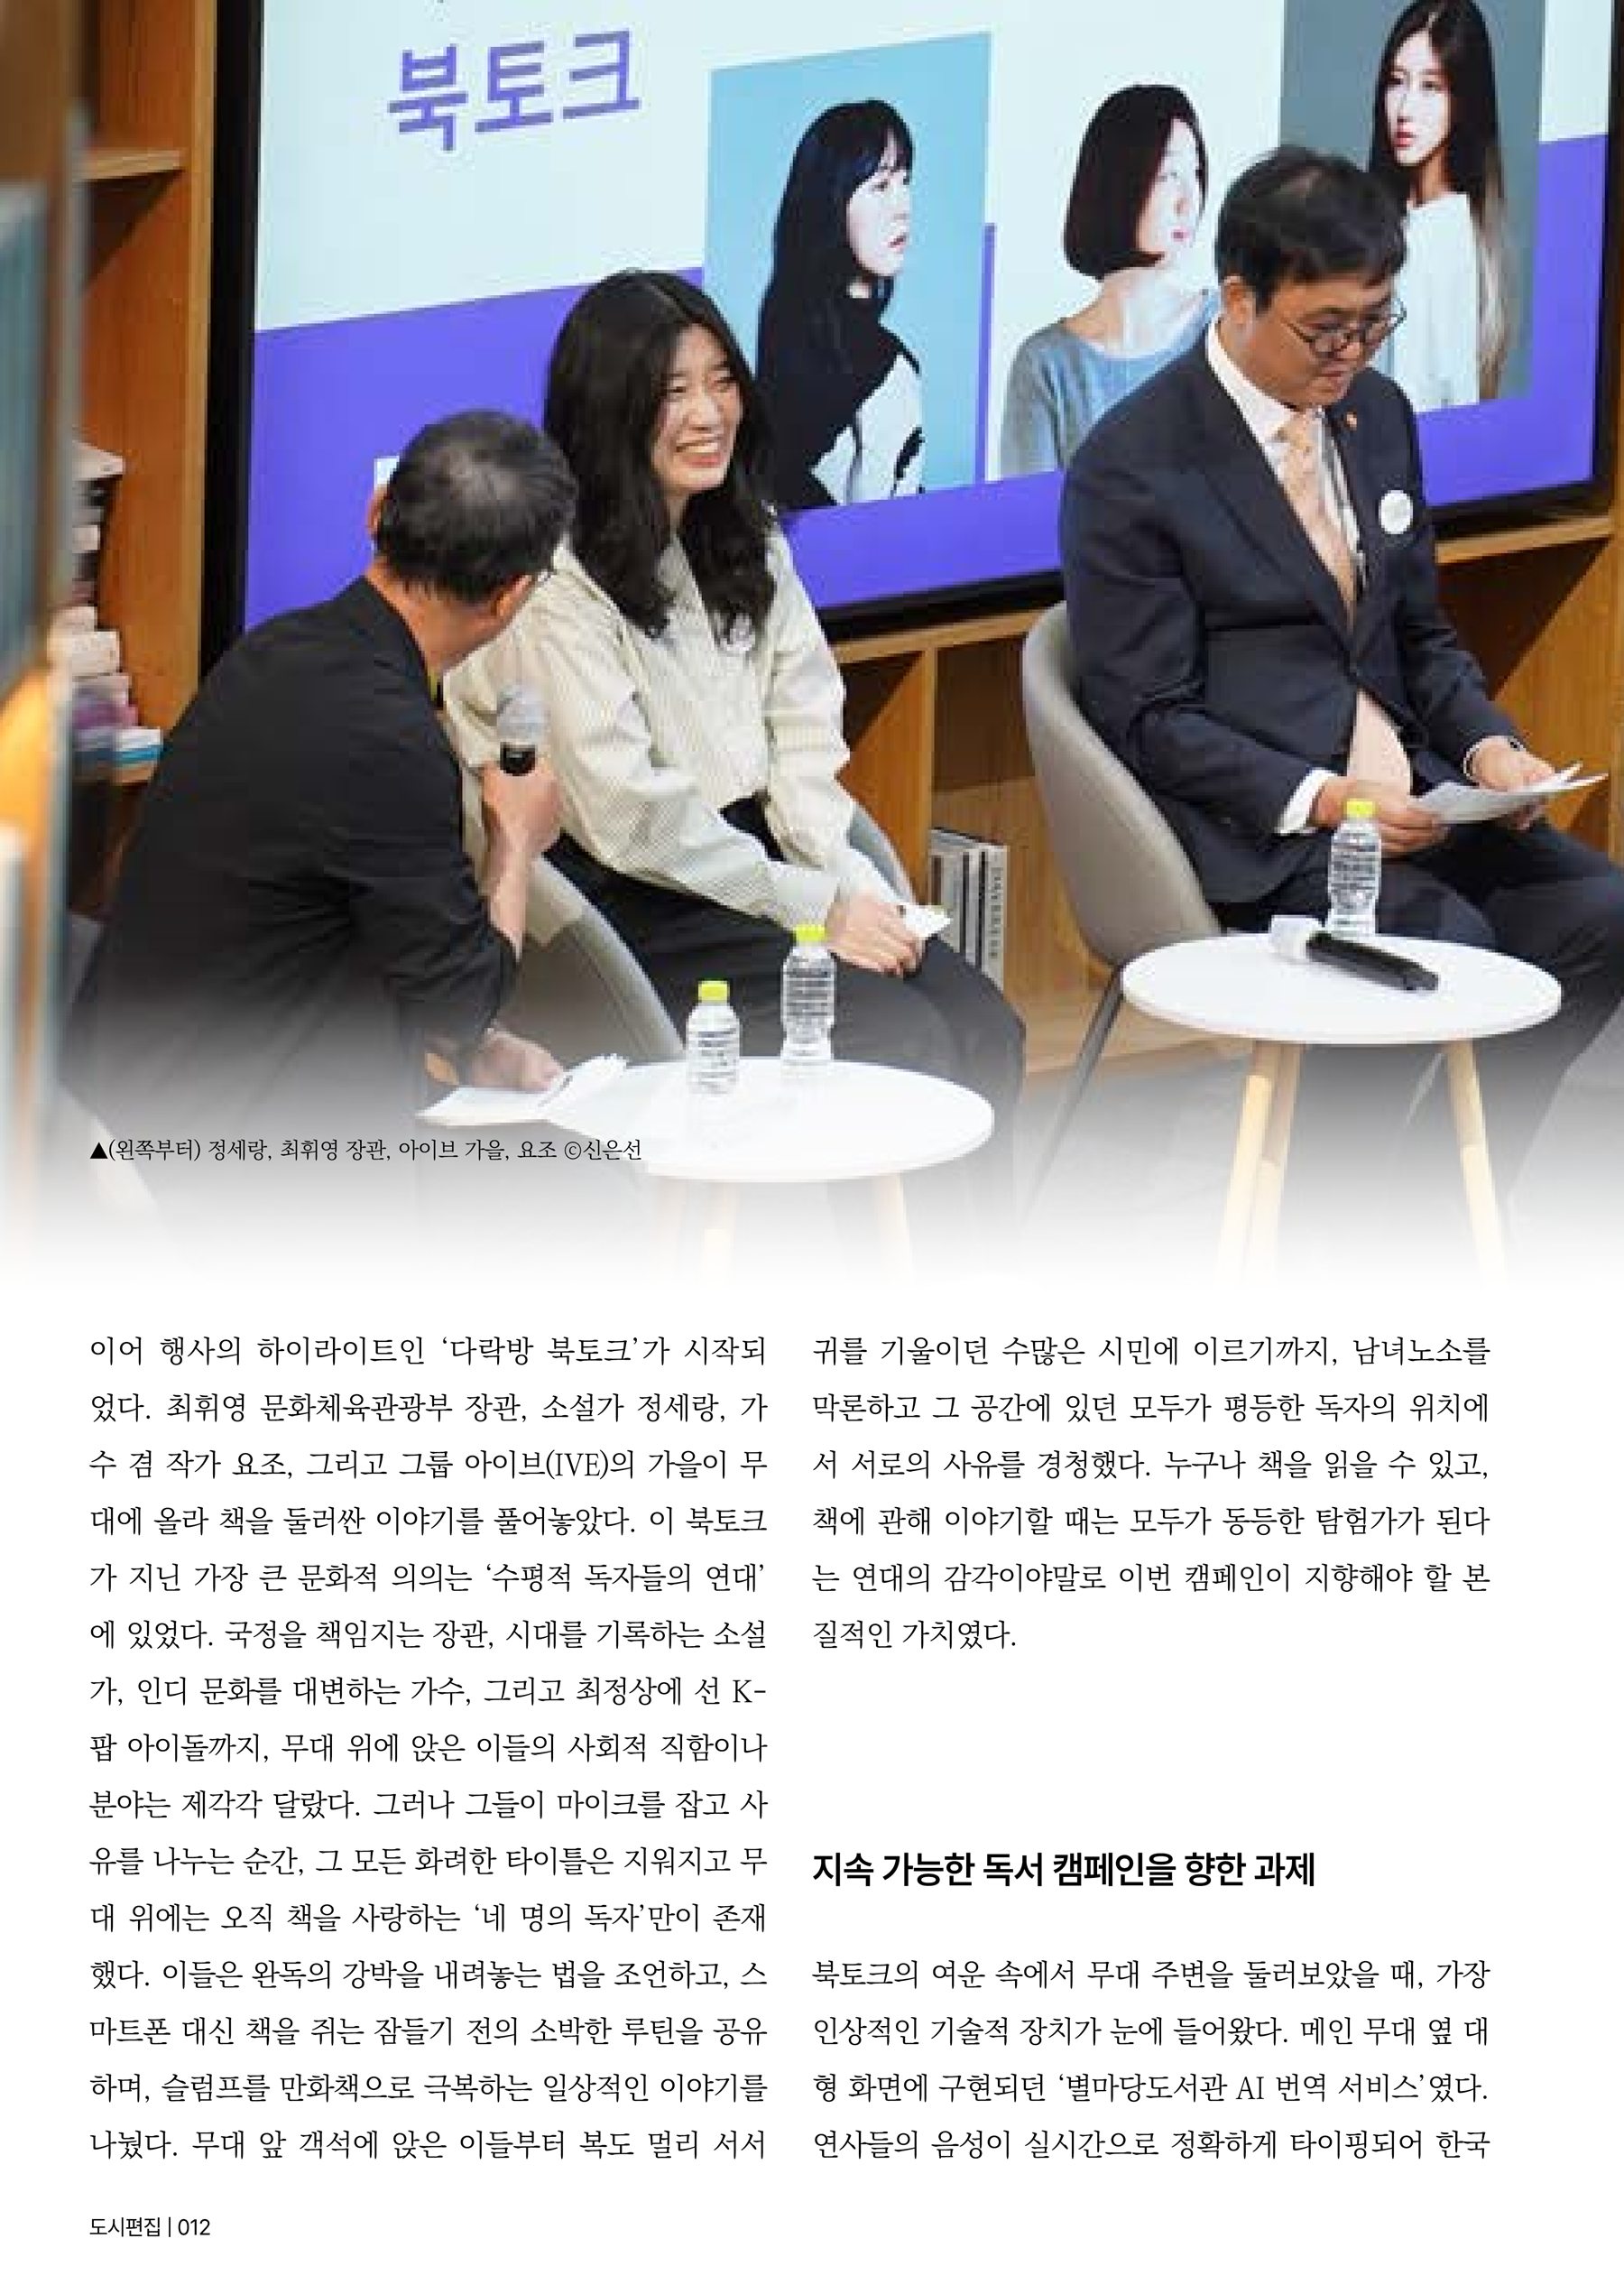 북토크
▲(왼쪽부터) 정세랑, 최휘영 장관, 아이브 가을, 요조 ©신은선
이어 행사의 하이라이트인 ‘다락방 북토크’가 시작되
었다. 최휘영 문화체육관광부 장관, 소설가 정세랑, 가
수 겸 작가 요조, 그리고 그룹 아이브(IVE)의 가을이 무
대에 올라 책을 둘러싼 이야기를 풀어놓았다. 이 북토크
가 지닌 가장 큰 문화적 의의는 ‘수평적 독자들의 연대’
에 있었다. 국정을 책임지는 장관, 시대를 기록하는 소설
가, 인디 문화를 대변하는 가수, 그리고 최정상에 선 K-
팝 아이돌까지, 무대 위에 앉은 이들의 사회적 직함이나
분야는 제각각 달랐다. 그러나 그들이 마이크를 잡고 사
유를 나누는 순간, 그 모든 화려한 타이틀은 지워지고 무
대 위에는 오직 책을 사랑하는 ‘네 명의 독자’만이 존재
했다. 이들은 완독의 강박을 내려놓는 법을 조언하고, 스
마트폰 대신 책을 쥐는 잠들기 전의 소박한 루틴을 공유
하며, 슬럼프를 만화책으로 극복하는 일상적인 이야기를
나눴다. 무대 앞 객석에 앉은 이들부터 복도 멀리 서서
귀를 기울이던 수많은 시민에 이르기까지, 남녀노소를
막론하고 그 공간에 있던 모두가 평등한 독자의 위치에
서 서로의 사유를 경청했다. 누구나 책을 읽을 수 있고,
책에 관해 이야기할 때는 모두가 동등한 탐험가가 된다
는 연대의 감각이야말로 이번 캠페인이 지향해야 할 본
질적인 가치였다.
지속 가능한 독서 캠페인을 향한 과제
북토크의 여운 속에서 무대 주변을 둘러보았을 때, 가장
인상적인 기술적 장치가 눈에 들어왔다. 메인 무대 옆 대
형 화면에 구현되던 ‘별마당도서관 AI 번역 서비스’였다.
연사들의 음성이 실시간으로 정확하게 타이핑되어 한국
도시편집 | 012